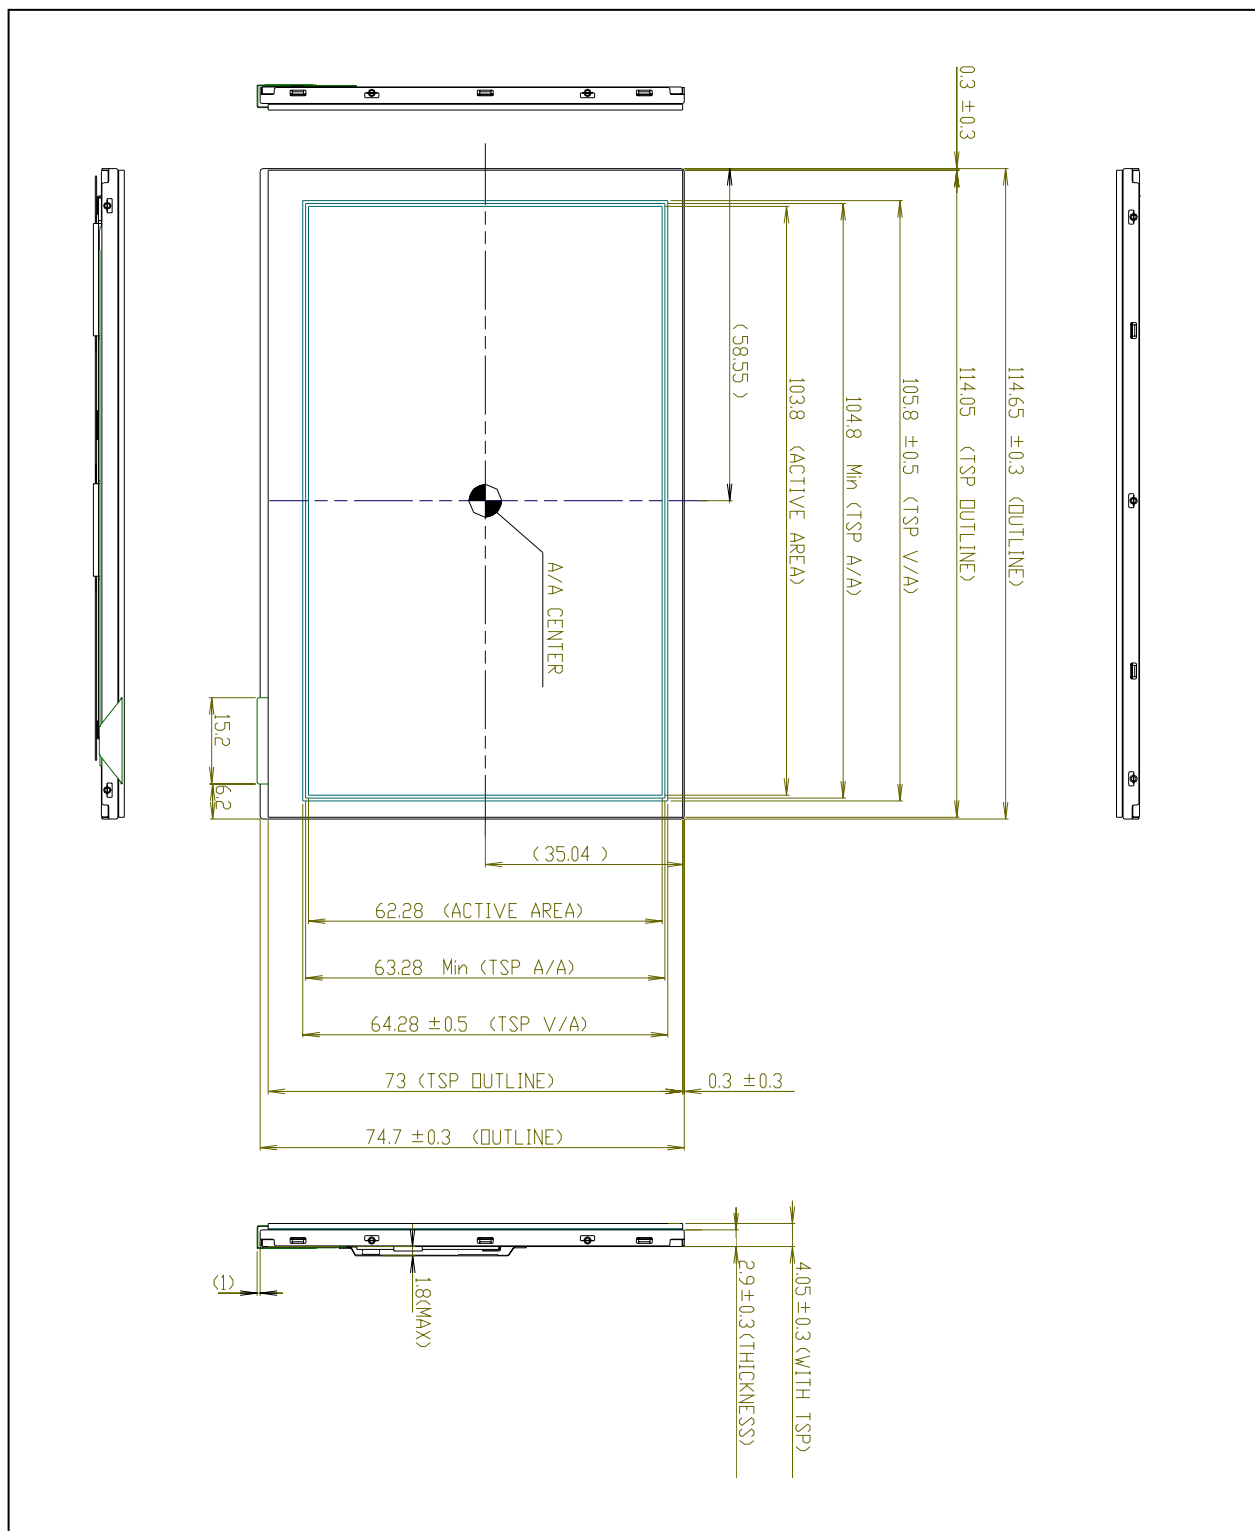 0.3 ±0.3
(58.55 )
103.8 (ACTIVE AREA)
104.8 Min (TSP A/A)
105.8 ±0.5 (TSP V/A)
114.05 (TSP OUTLINE)
114.65 ±0.3 (OUTLINE)
A/A CENTER
15.2
6.2
(35.04 )
62.28 (ACTIVE AREA)
63.28 Min (TSP A/A)
64.28 ±0.5 (TSP V/A)
73 (TSP OUTLINE)
0.3 ±0.3
74.7 ±0.3 (OUTLINE)
(1)
1.8(MAX)
2.9±0.3(THICKNESS)
4.05±0.3(WITH TSP)